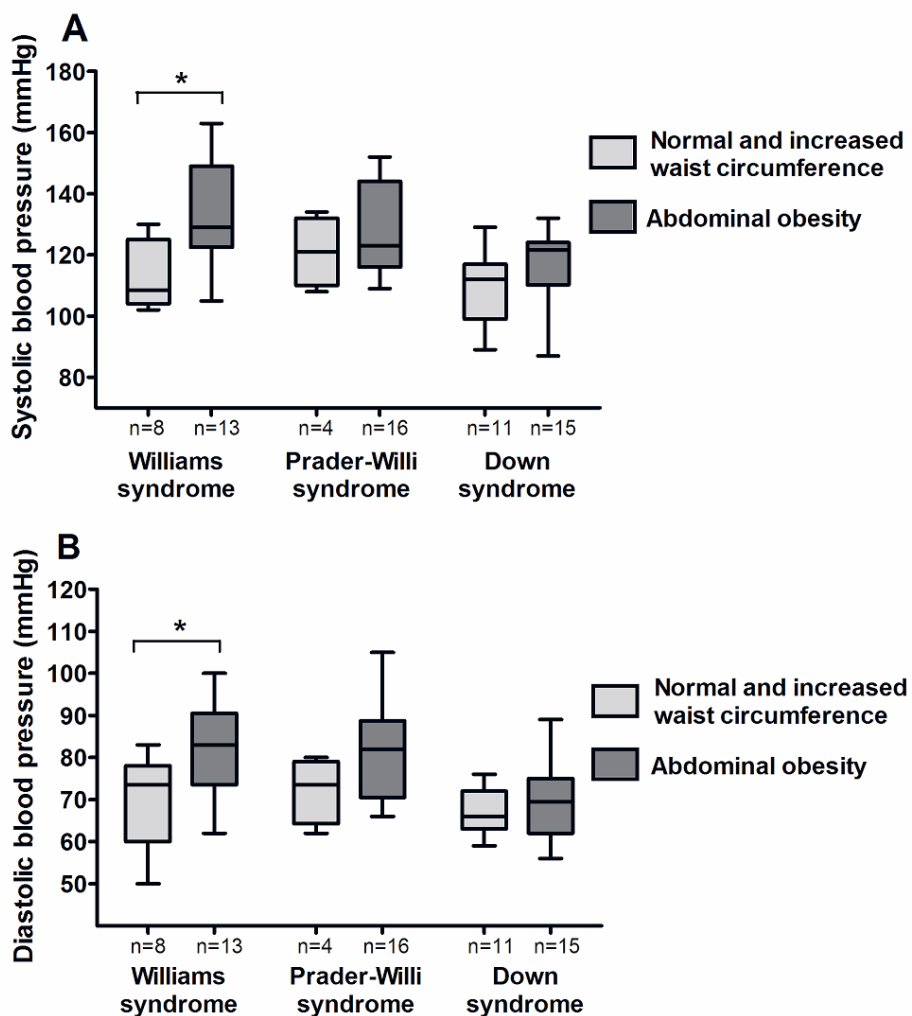 A
Systolic blood pressure (mmHg)
180
160
140
120
100
80
*
n=8 n=13 n=4 n=16 n=11 n=15
Williams
syndrome
Prader-Willi
syndrome
Down
syndrome
Normal and increased
waist circumference
Abdominal obesity
B
Diastolic blood pressure (mmHg)
120
110
100
90
80
70
60
50
*
n=8 n=13 n=4 n=16 n=11 n=15
Williams
syndrome
Prader-Willi
syndrome
Down
syndrome
Normal and increased
waist circumference
Abdominal obesity